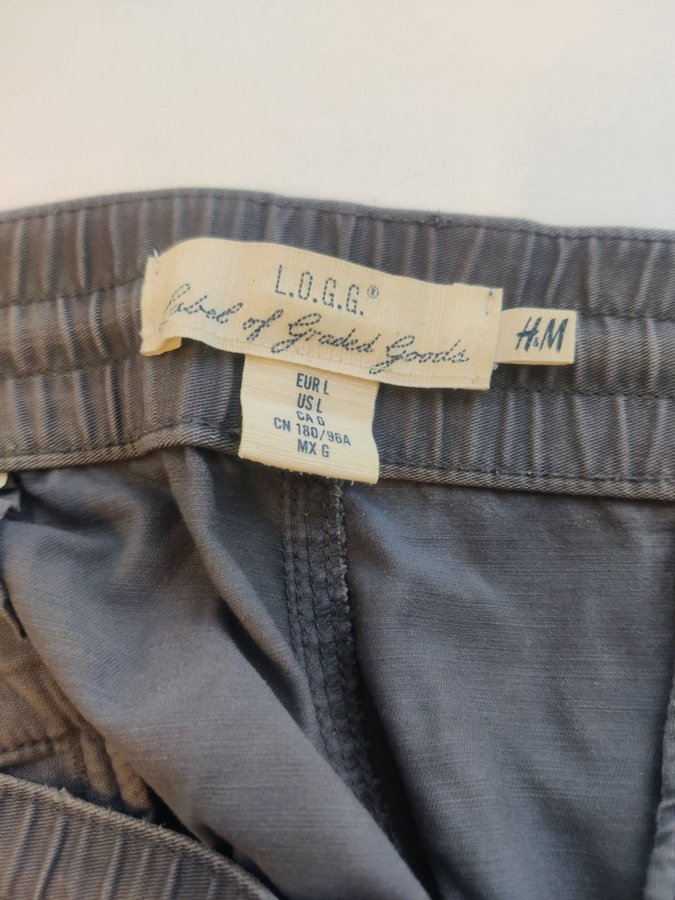 L.O.G.G.®
Label of Graded Goods
H&M
EUR L
US L
CA G
CN 180/96A
MX G